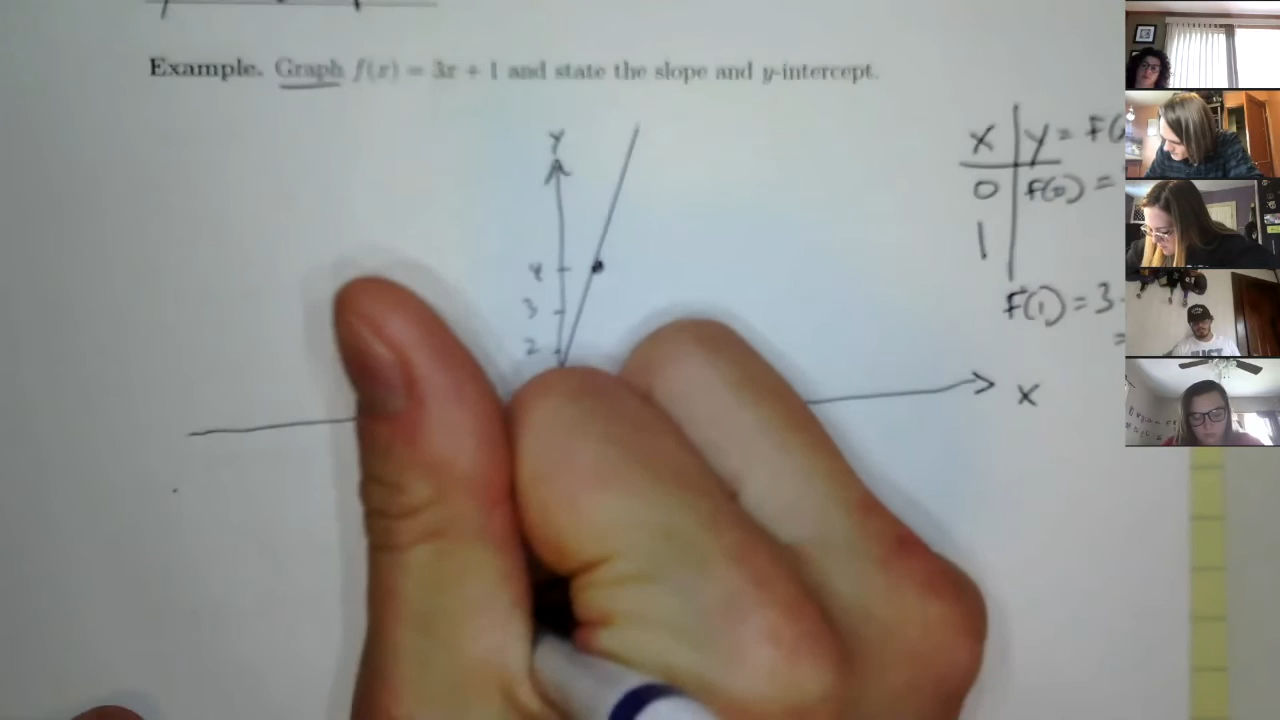 Example. Graph f(x) = 3x + 1 and state the slope and y-intercept.
Y
4
3
2
X
x y = F(
0 F(0) =
1
F(1) = 3 ·
=